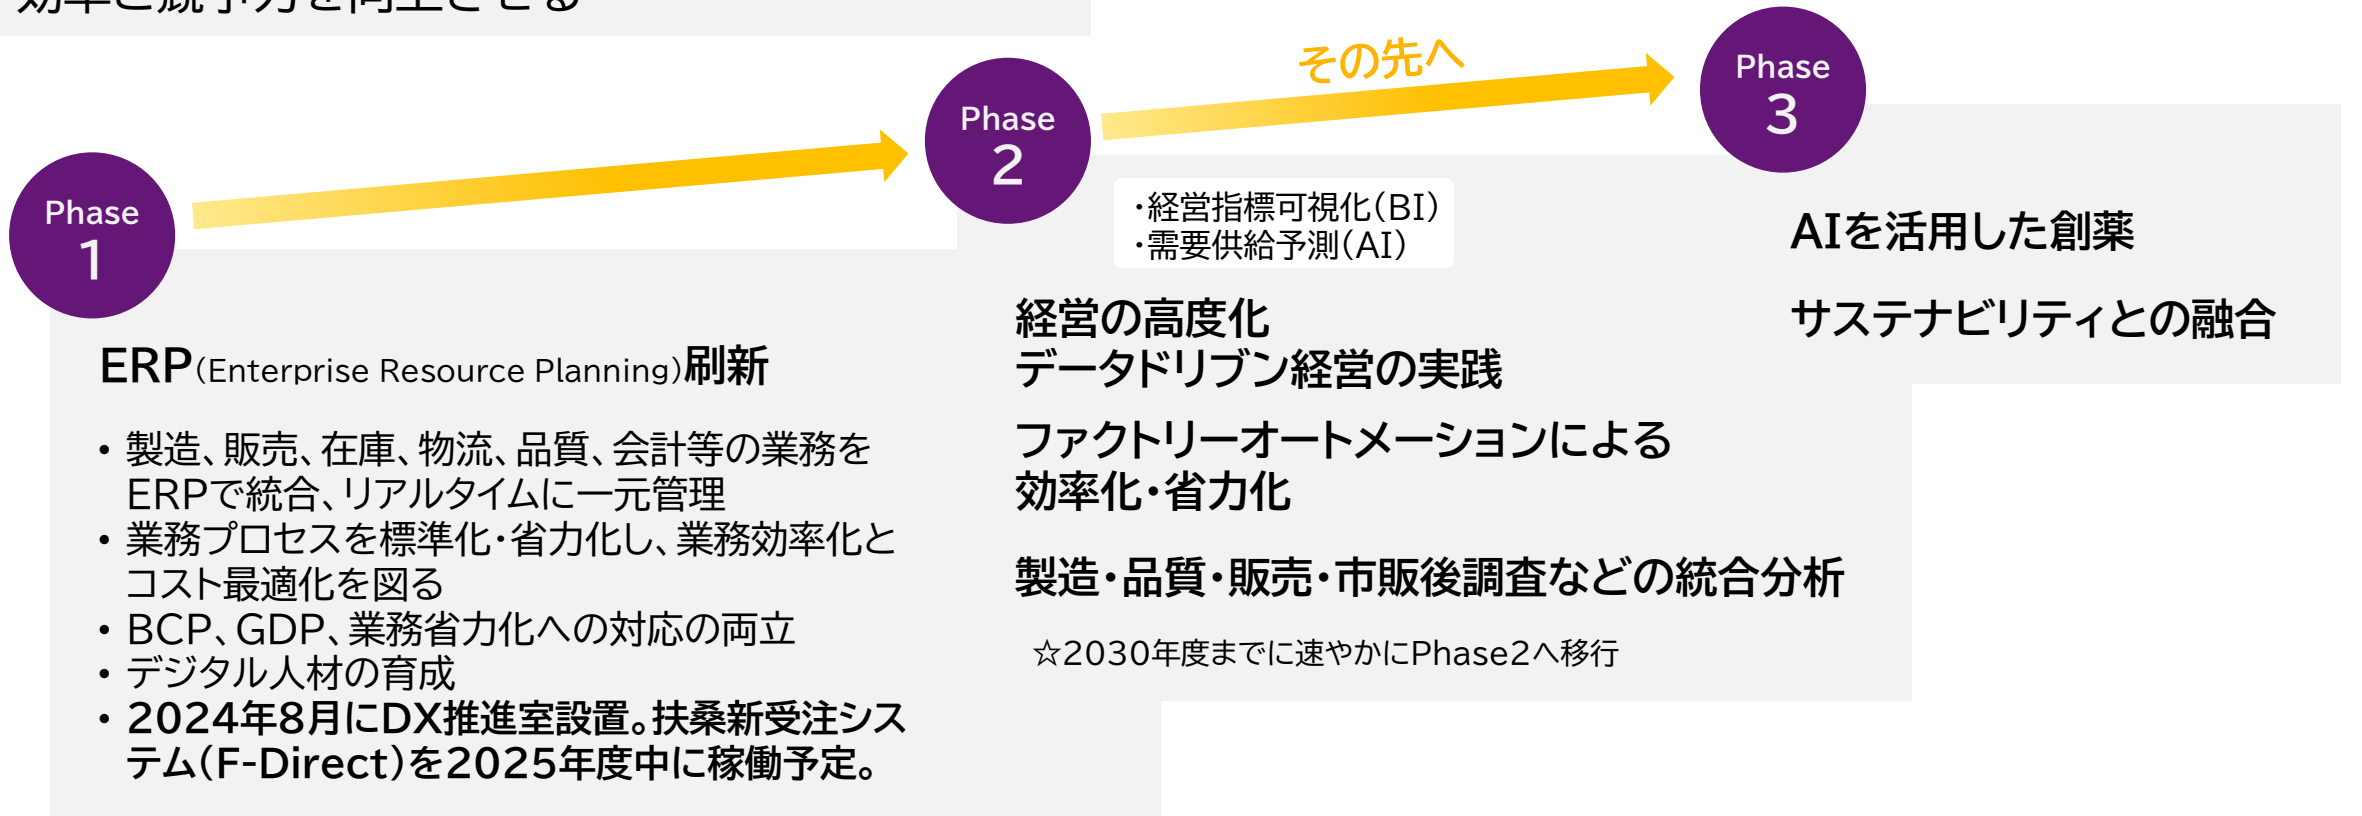 効率と競争力を向上させる
その先へ
Phase
1
Phase
2
Phase
3
ERP(Enterprise Resource Planning)刷新
• 製造、販売、在庫、物流、品質、会計等の業務を
ERPで統合、リアルタイムに一元管理
• 業務プロセスを標準化・省力化し、業務効率化と
コスト最適化を図る
• BCP、GDP、業務省力化への対応の両立
• デジタル人材の育成
• 2024年8月にDX推進室設置。扶桑新受注シス
テム(F-Direct)を2025年度中に稼働予定。
・経営指標可視化(BI)
・需要供給予測(AI)
経営の高度化
データドリブン経営の実践
ファクトリーオートメーションによる
効率化・省力化
製造・品質・販売・市販後調査などの統合分析
☆2030年度までに速やかにPhase2へ移行
AIを活用した創薬
サステナビリティとの融合